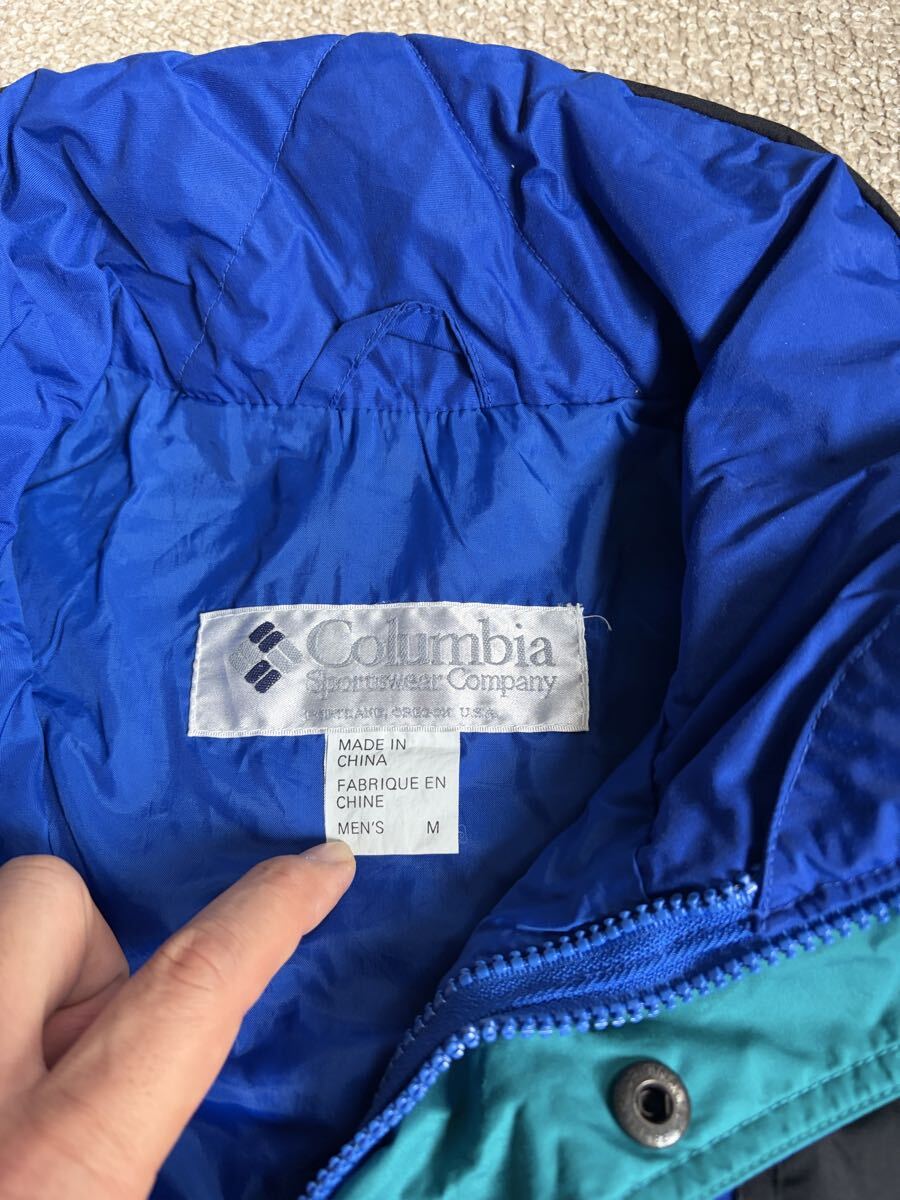 Columbia
Sportswear Company
PORTLAND, OREGON U.S.A.
MADE IN
CHINA
FABRIQUE EN
CHINE
MEN'S M